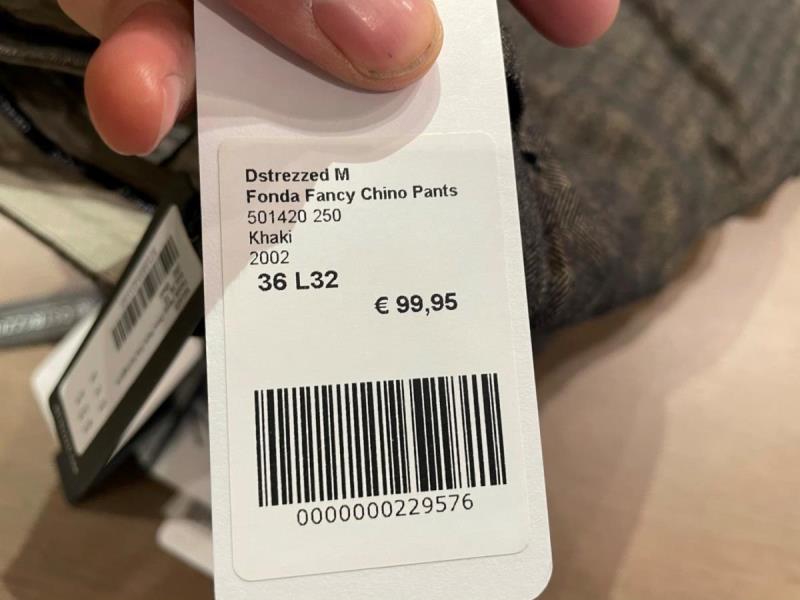 Dstrezzed M
Fonda Fancy Chino Pants
501420 250
Khaki
2002
36 L32
€ 99,95
0000000229576